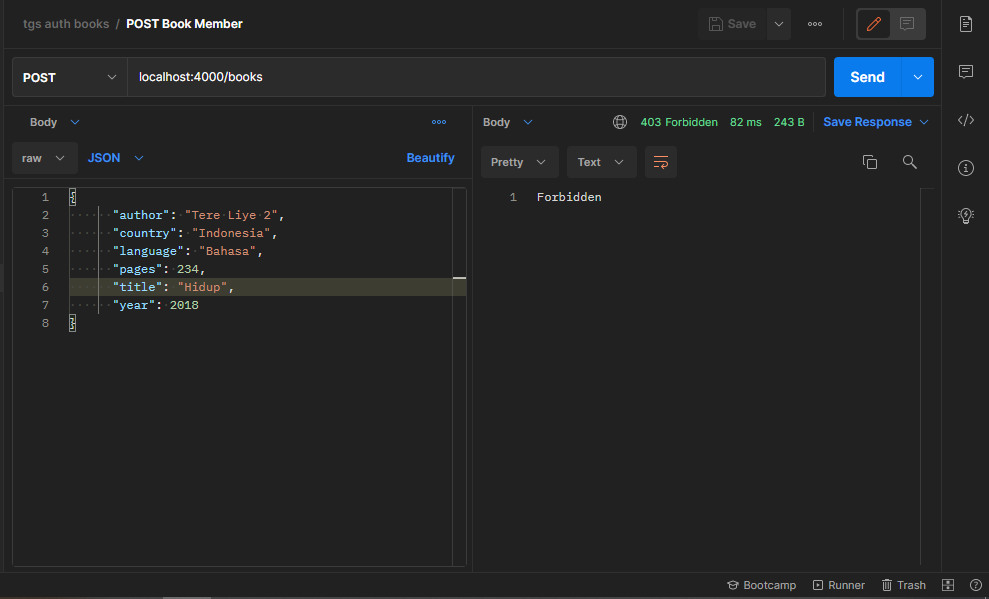 tgs auth books / POST Book Member
Save
POST
localhost:4000/books
Send
Body
raw
JSON
Beautify
1 {
2 "author": "Tere Liye 2",
3 "country": "Indonesia",
4 "language": "Bahasa",
5 "pages": 234,
6 "title": "Hidup",
7 "year": 2018
8 }
Body
403 Forbidden 82 ms 243 B
Save Response
Pretty
Text
1 Forbidden
Bootcamp
Runner
Trash